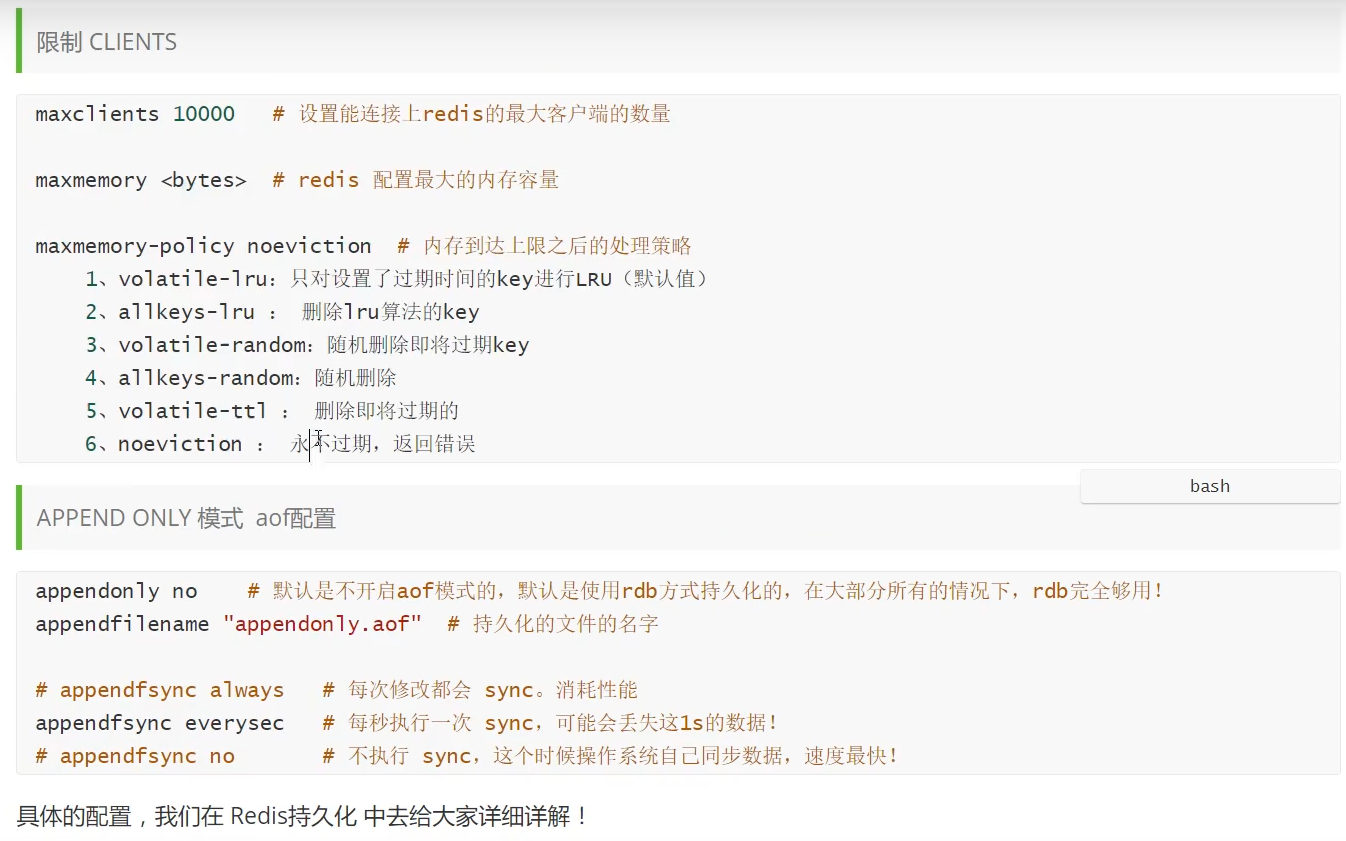 限制 CLIENTS
maxclients 10000   # 设置能连接上redis的最大客户端的数量
maxmemory <bytes>  # redis 配置最大的内存容量
maxmemory-policy noeviction  # 内存到达上限之后的处理策略
1、volatile-lru：只对设置了过期时间的key进行LRU（默认值）
2、allkeys-lru ： 删除lru算法的key
3、volatile-random：随机删除即将过期key
4、allkeys-random：随机删除
5、volatile-ttl ： 删除即将过期的
6、noeviction ： 永不过期，返回错误
bash
APPEND ONLY 模式  aof配置
appendonly no    # 默认是不开启aof模式的，默认是使用rdb方式持久化的，在大部分所有的情况下，rdb完全够用！
appendfilename "appendonly.aof"  # 持久化的文件的名字
# appendfsync always   # 每次修改都会 sync。消耗性能
appendfsync everysec   # 每秒执行一次 sync，可能会丢失这1s的数据！
# appendfsync no       # 不执行 sync，这个时候操作系统自己同步数据，速度最快！
具体的配置，我们在 Redis持久化 中去给大家详细详解！